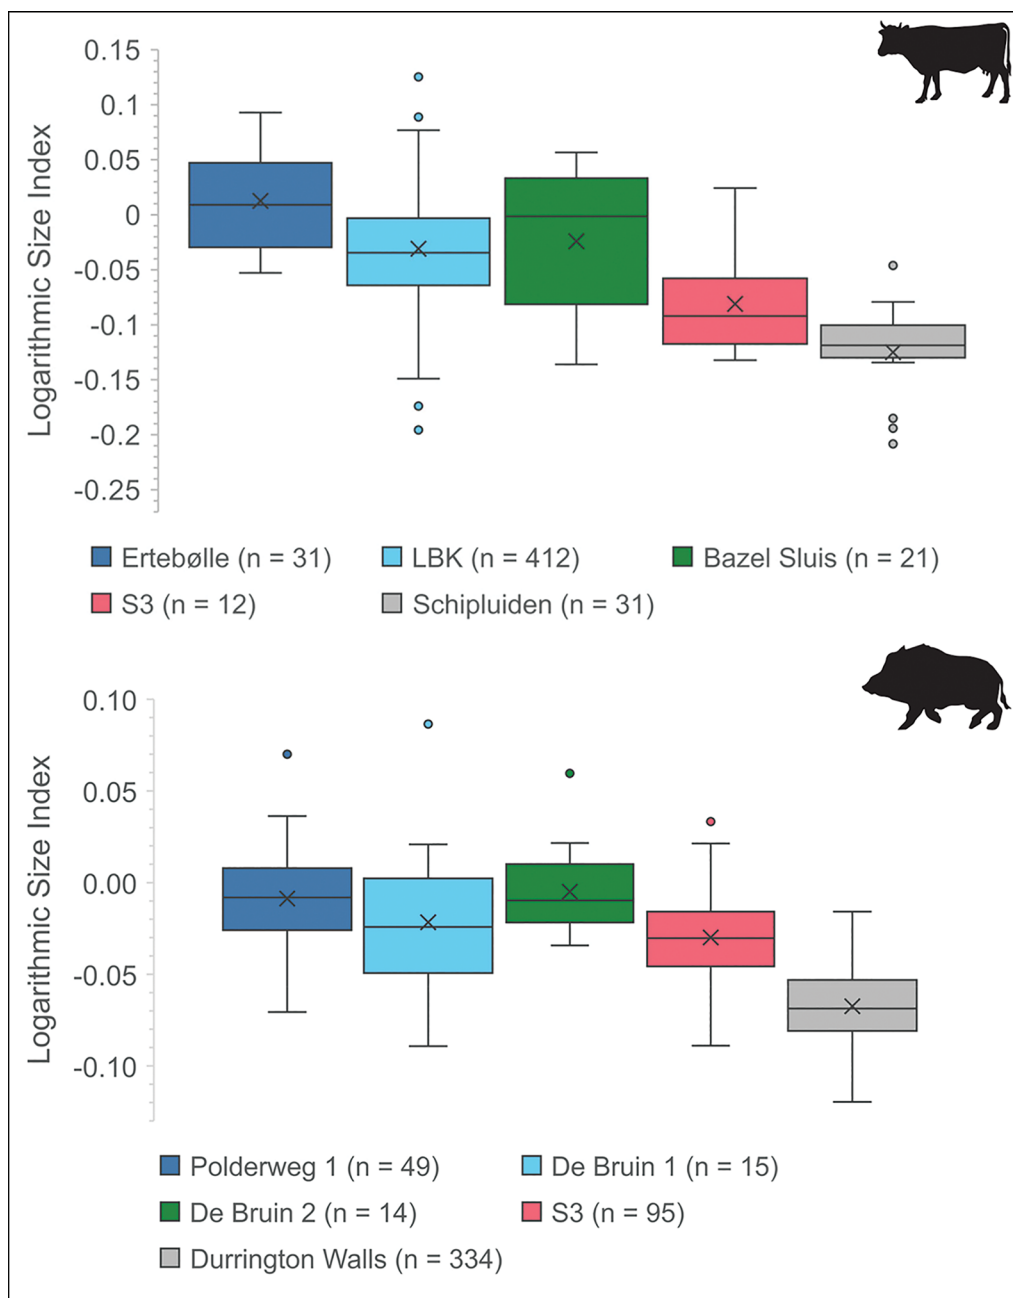 Logarithmic Size Index
0.15
0.1
0.05
0
-0.05
-0.1
-0.15
-0.2
-0.25
Ertebølle (n = 31) LBK (n = 412) Bazel Sluis (n = 21)
S3 (n = 12) Schipluiden (n = 31)
Logarithmic Size Index
0.10
0.05
0.00
-0.05
-0.10
Polderweg 1 (n = 49) De Bruin 1 (n = 15)
De Bruin 2 (n = 14) S3 (n = 95)
Durrington Walls (n = 334)